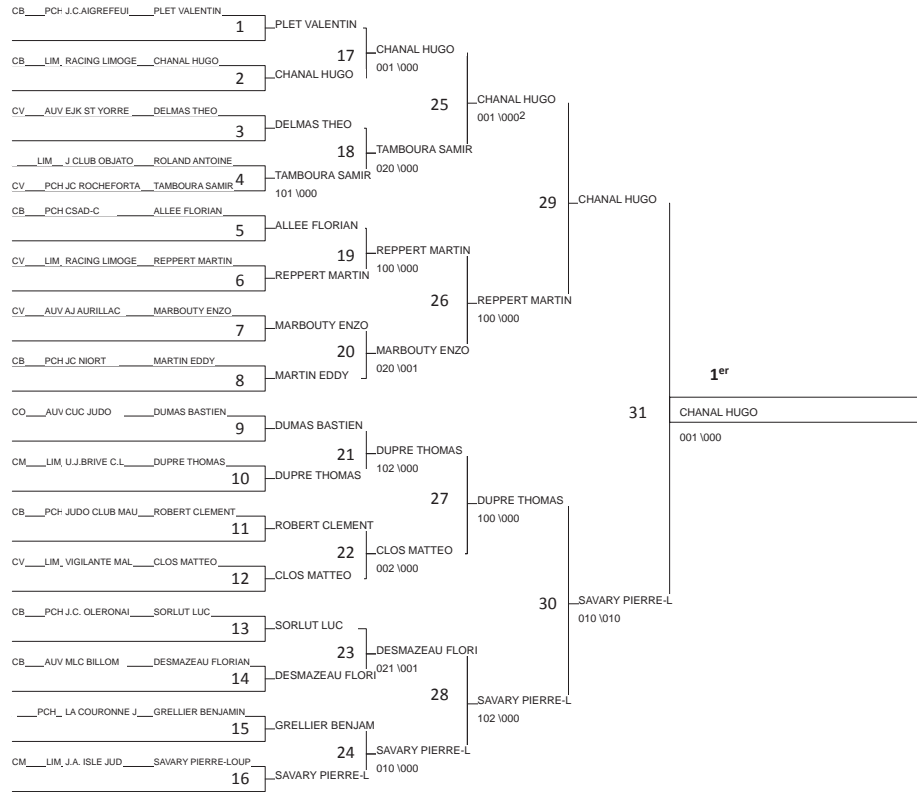 CB PCH J.C.AIGREFEUI PLET VALENTIN
1 PLET VALENTIN
17 CHANAL HUGO
001 \000
CB LIM RACING LIMOGE CHANAL HUGO
2 CHANAL HUGO
25 CHANAL HUGO
001 \000²
CV AUV EJK ST YORRE DELMAS THEO
3 DELMAS THEO
18 TAMBOURA SAMIR
020 \000
LIM J CLUB OBJATO ROLAND ANTOINE
4 TAMBOURA SAMIR
101 \000
CV PCH JC ROCHEFORTA TAMBOURA SAMIR
29 CHANAL HUGO
CB PCH CSAD-C ALLEE FLORIAN
5 ALLEE FLORIAN
19 REPPERT MARTIN
100 \000
CV LIM RACING LIMOGE REPPERT MARTIN
6 REPPERT MARTIN
26 REPPERT MARTIN
100 \000
CV AUV AJ AURILLAC MARBOUTY ENZO
7 MARBOUTY ENZO
20 MARBOUTY ENZO
020 \001
CB PCH JC NIORT MARTIN EDDY
8 MARTIN EDDY
1er
31 CHANAL HUGO
001 \000
CO AUV CUC JUDO DUMAS BASTIEN
9 DUMAS BASTIEN
21 DUPRE THOMAS
102 \000
CM LIM U.J.BRIVE C.L DUPRE THOMAS
10 DUPRE THOMAS
27 DUPRE THOMAS
100 \000
CB PCH JUDO CLUB MAU ROBERT CLEMENT
11 ROBERT CLEMENT
22 CLOS MATTEO
002 \000
CV LIM VIGILANTE MAL CLOS MATTEO
12 CLOS MATTEO
30 SAVARY PIERRE-L
010 \010
CB PCH J.C. OLERONAI SORLUT LUC
13 SORLUT LUC
23 DESMAZEAU FLORI
021 \001
CB AUV MLC BILLOM DESMAZEAU FLORIAN
14 DESMAZEAU FLORI
28 SAVARY PIERRE-L
102 \000
PCH LA COURONNE J GRELLIER BENJAMIN
15 GRELLIER BENJAM
24 SAVARY PIERRE-L
010 \000
CM LIM J.A. ISLE JUD SAVARY PIERRE-LOUP
16 SAVARY PIERRE-L